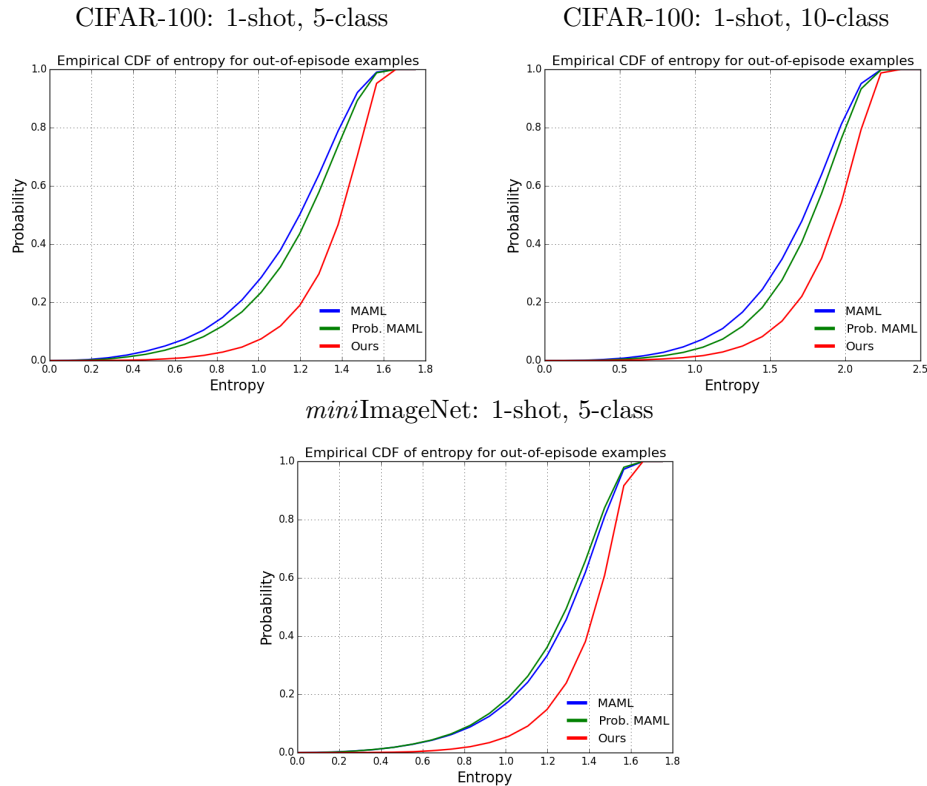 CIFAR-100: 1-shot, 5-class
Empirical CDF of entropy for out-of-episode examples
1.0
0.8
0.6
0.4
0.2
0.0
Probability
0.0 0.2 0.4 0.6 0.8 1.0 1.2 1.4 1.6 1.8
Entropy
MAML
Prob. MAML
Ours
CIFAR-100: 1-shot, 10-class
Empirical CDF of entropy for out-of-episode examples
1.0
0.8
0.6
0.4
0.2
0.0
Probability
0.0 0.5 1.0 1.5 2.0 2.5
Entropy
MAML
Prob. MAML
Ours
miniImageNet: 1-shot, 5-class
Empirical CDF of entropy for out-of-episode examples
1.0
0.8
0.6
0.4
0.2
0.0
Probability
0.0 0.2 0.4 0.6 0.8 1.0 1.2 1.4 1.6 1.8
Entropy
MAML
Prob. MAML
Ours